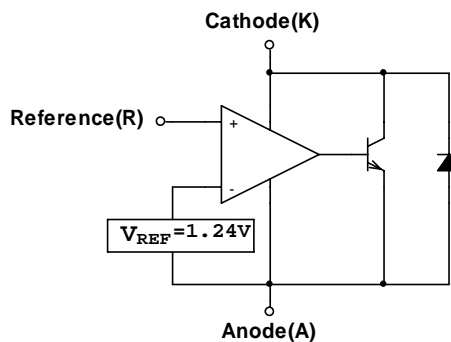 Cathode(K)
Reference(R)
+
-
VREF=1.24V
Anode(A)